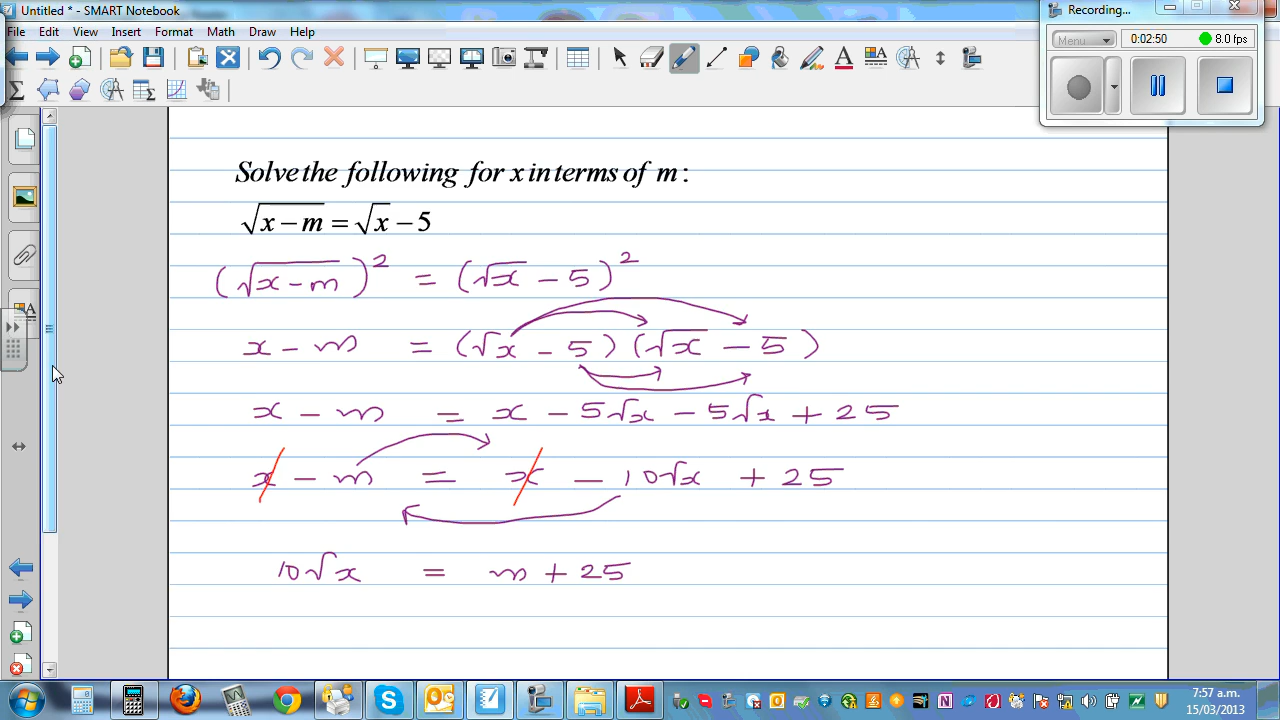 Untitled * - SMART Notebook
Recording...
File Edit View Insert Format Math Draw Help
Menu 0:02:50 8.0 fps
Solve the following for x in terms of m:
√(x − m) = √x − 5
(√(x − m))² = (√x − 5)²
x − m = (√x − 5)(√x − 5)
x − m = x − 5√x − 5√x + 25
x − m = x − 10√x + 25
10√x = m + 25
7:57 a.m.
15/03/2013